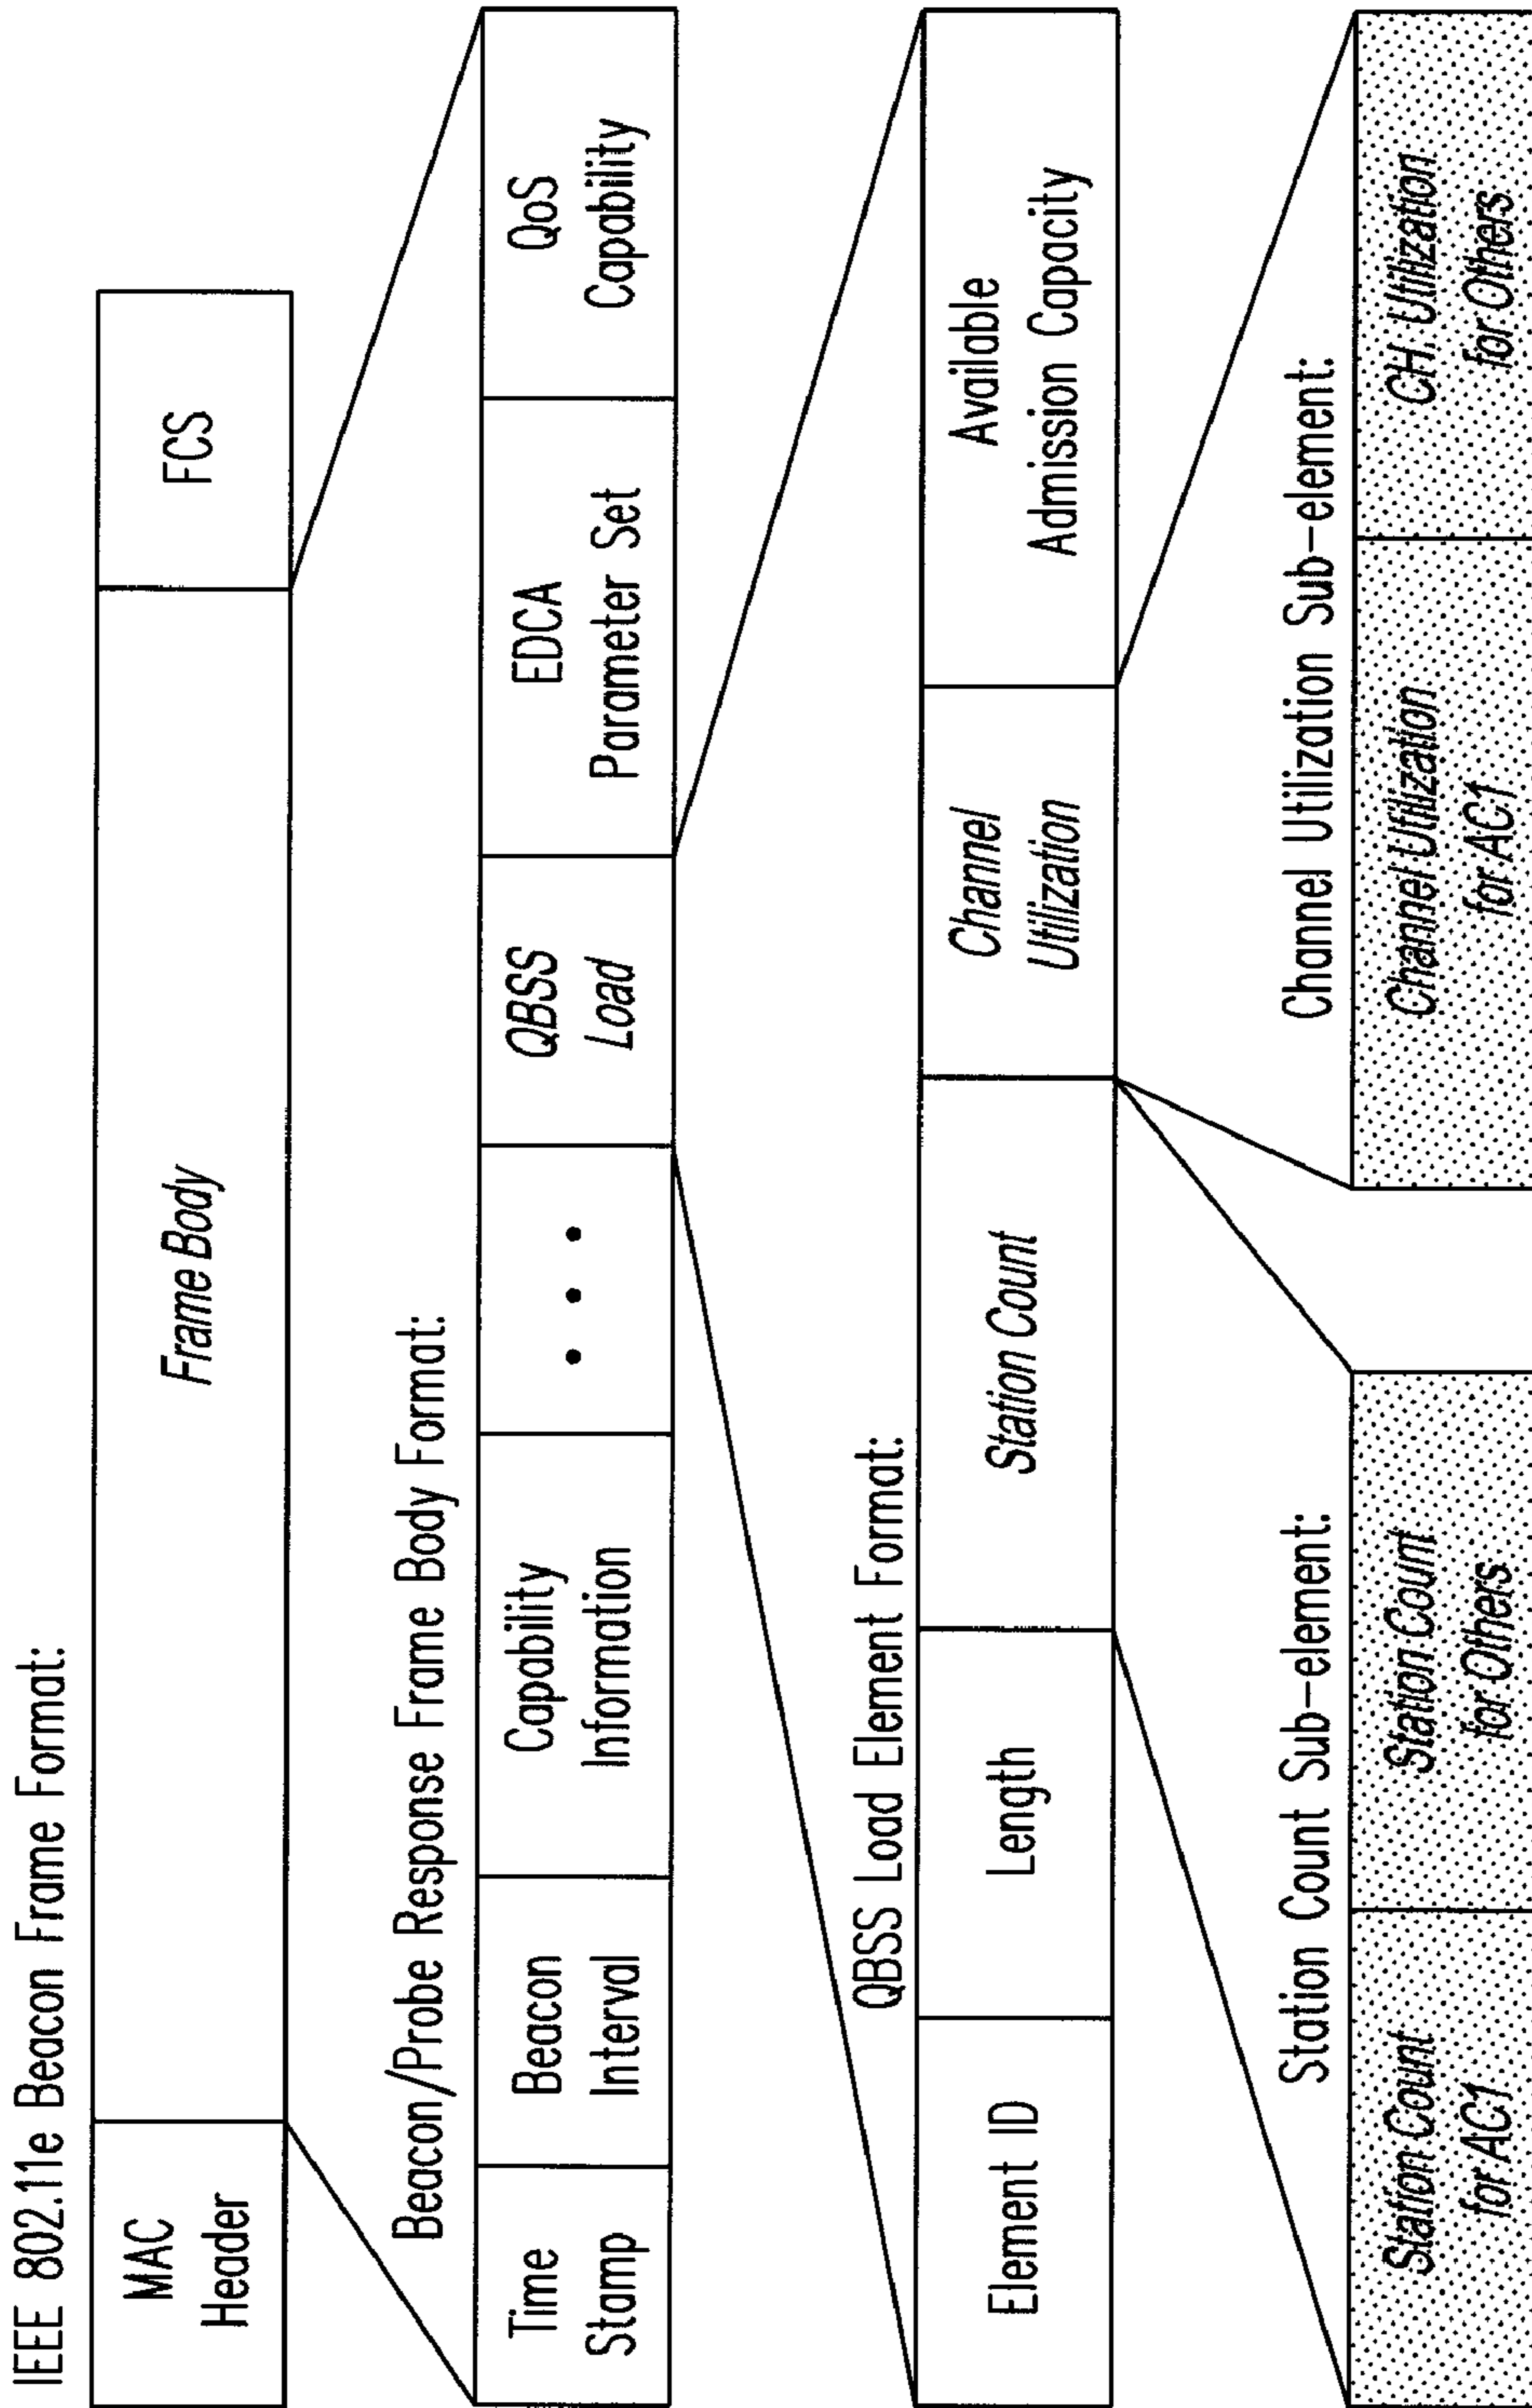 IEEE 802.11e Beacon Frame Format:
MAC
Header
Frame Body
FCS
Beacon/Probe Response Frame Body Format:
Time
Stamp
Beacon
Interval
Capability
Information
• • •
QBSS
Load
EDCA
Parameter Set
QoS
Capability
QBSS Load Element Format:
Element ID
Length
Station Count
Channel
Utilization
Available
Admission Capacity
Station Count Sub-element:
Station Count
for AC1
Station Count
for Others
Channel Utilization Sub-element:
Channel Utilization
for AC1
CH. Utilization
for Others